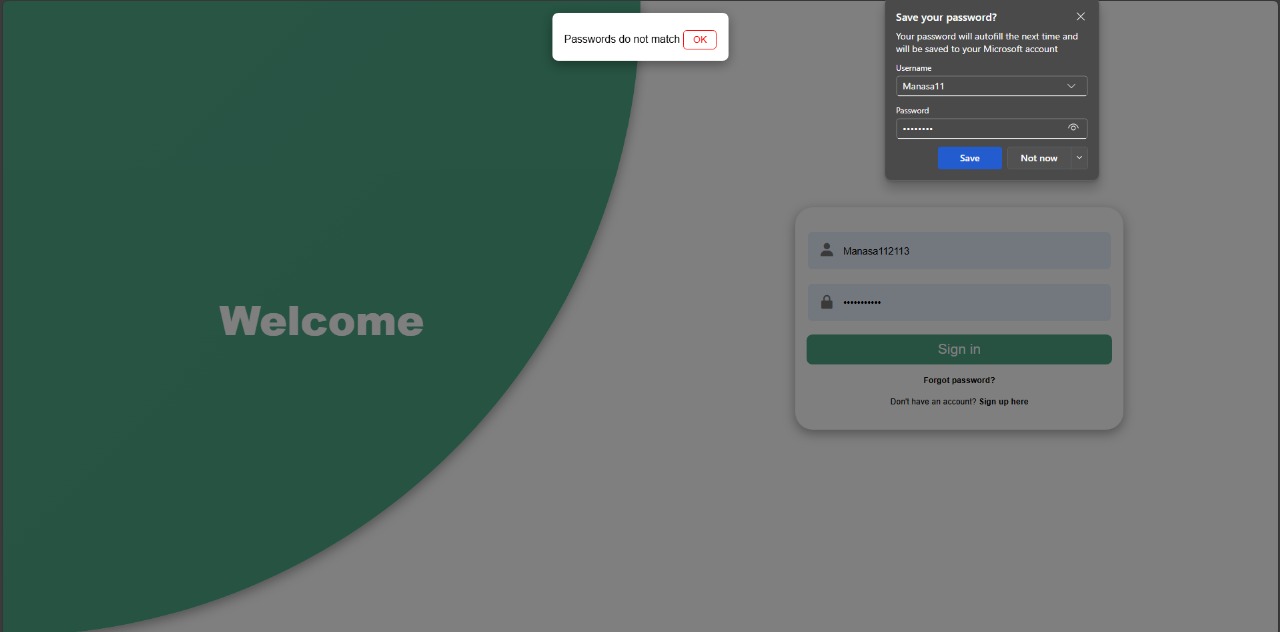 Passwords do not match OK
Save your password?
Your password will autofill the next time and
will be saved to your Microsoft account
Username
Manasa11
Password
••••••••
Save Not now
Welcome
Manasa112113
•••••••••••
Sign in
Forgot password?
Don't have an account? Sign up here